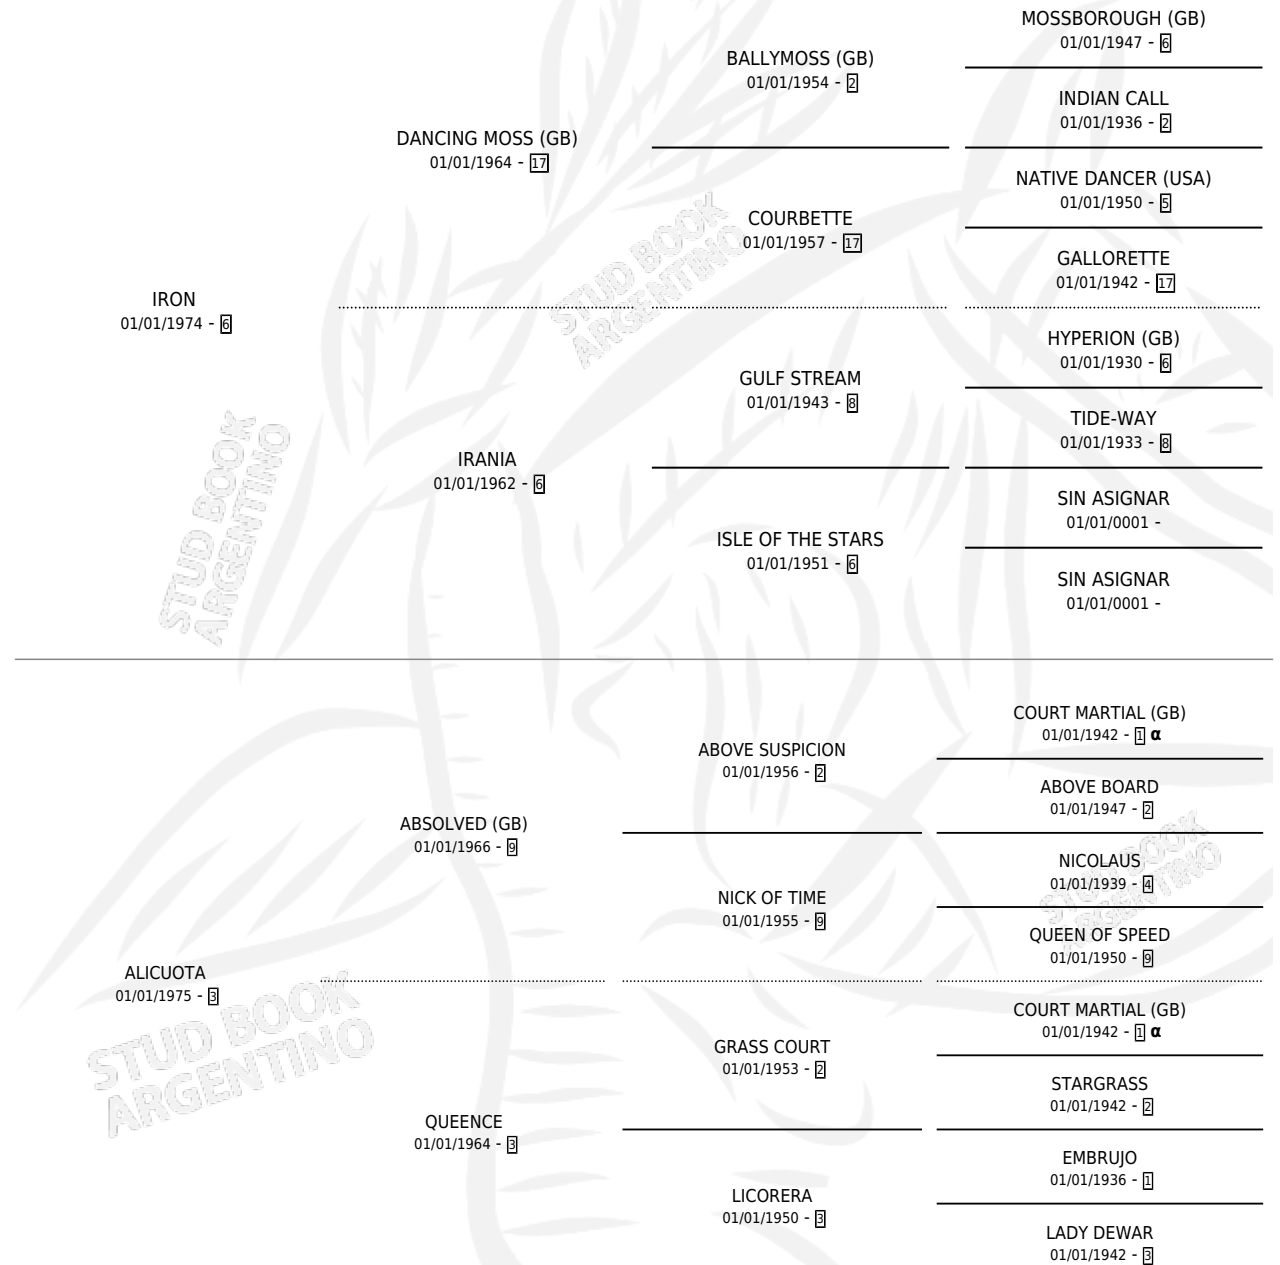 MOSSBOROUGH (GB)
01/01/1947 - 6
BALLYMOSS (GB)
01/01/1954 - 2
INDIAN CALL
01/01/1936 - 2
DANCING MOSS (GB)
01/01/1964 - 17
NATIVE DANCER (USA)
01/01/1950 - 5
COURBETTE
01/01/1957 - 17
GALLORETTE
01/01/1942 - 17
IRON
01/01/1974 - 6
HYPERION (GB)
01/01/1930 - 6
GULF STREAM
01/01/1943 - 8
TIDE-WAY
01/01/1933 - 8
IRANIA
01/01/1962 - 6
SIN ASIGNAR
01/01/0001 -
ISLE OF THE STARS
01/01/1951 - 6
SIN ASIGNAR
01/01/0001 -
COURT MARTIAL (GB)
01/01/1942 - 1 α
ABOVE SUSPICION
01/01/1956 - 2
ABOVE BOARD
01/01/1947 - 2
ABSOLVED (GB)
01/01/1966 - 9
NICOLAUS
01/01/1939 - 4
NICK OF TIME
01/01/1955 - 9
QUEEN OF SPEED
01/01/1950 - 9
ALICUOTA
01/01/1975 - 3
COURT MARTIAL (GB)
01/01/1942 - 1 α
GRASS COURT
01/01/1953 - 2
STARGRASS
01/01/1942 - 2
QUEENCE
01/01/1964 - 3
EMBRUJO
01/01/1936 - 1
LICORERA
01/01/1950 - 3
LADY DEWAR
01/01/1942 - 3
STUD BOOK
ARGENTINO
STUD BOOK
ARGENTINO
STUD BOOK
ARGENTINO
STUD BOOK
ARGENTINO